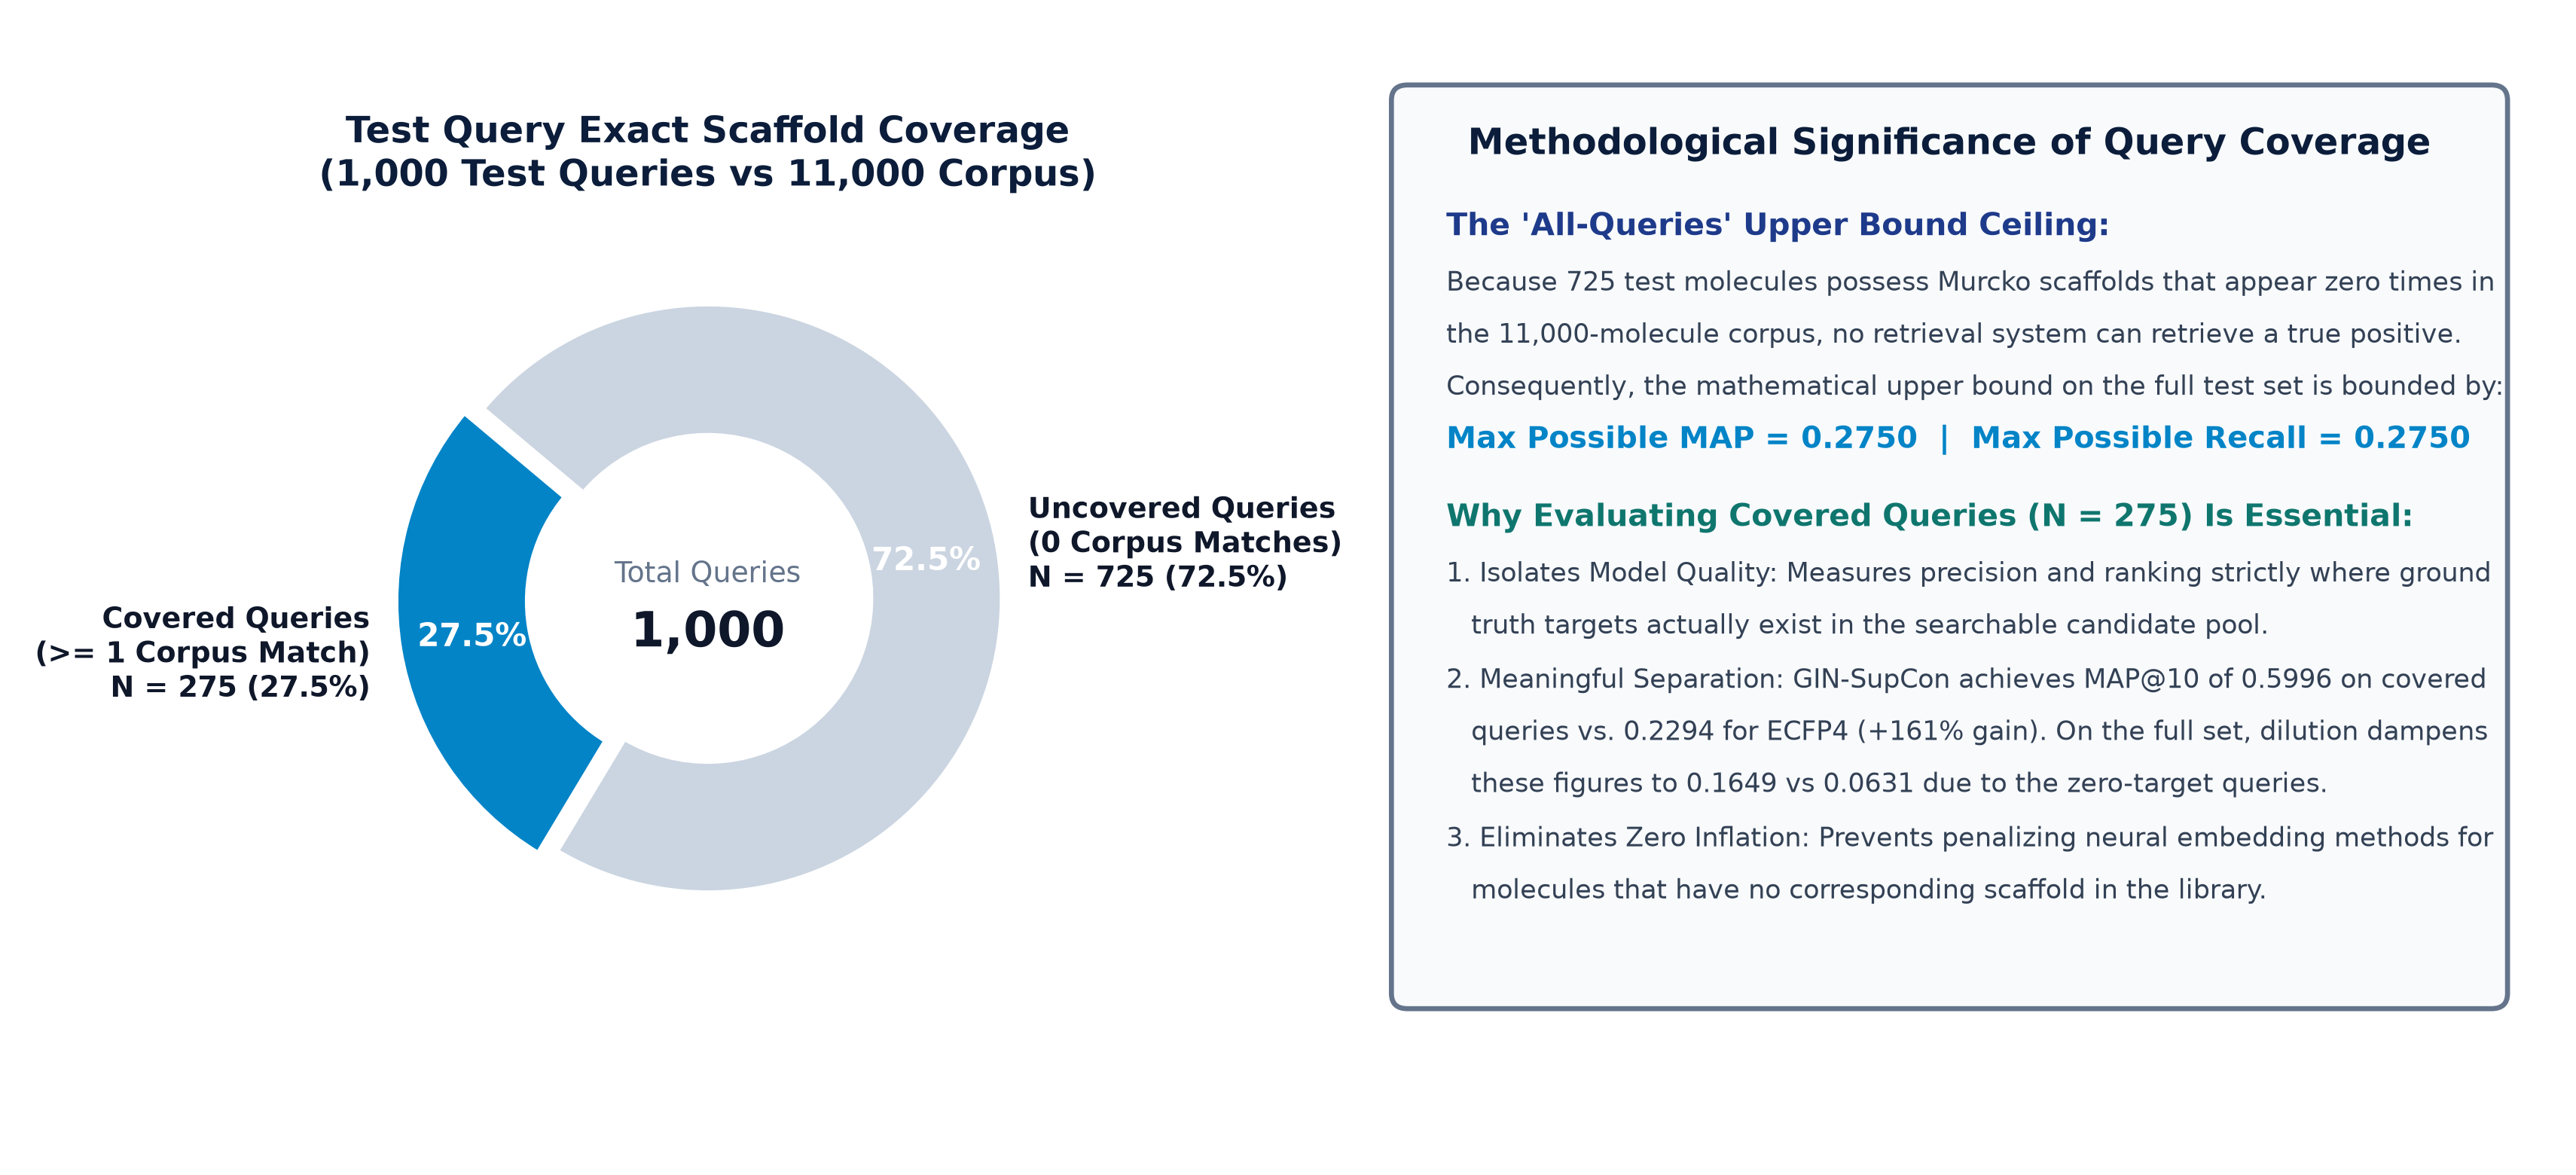 Test Query Exact Scaffold Coverage
(1,000 Test Queries vs 11,000 Corpus)
Uncovered Queries
(0 Corpus Matches)
N = 725 (72.5%)
72.5%
Total Queries
1,000
Covered Queries
(>= 1 Corpus Match)
N = 275 (27.5%)
27.5%
Methodological Significance of Query Coverage
The 'All-Queries' Upper Bound Ceiling:
Because 725 test molecules possess Murcko scaffolds that appear zero times in
the 11,000-molecule corpus, no retrieval system can retrieve a true positive.
Consequently, the mathematical upper bound on the full test set is bounded by:
Max Possible MAP = 0.2750 | Max Possible Recall = 0.2750
Why Evaluating Covered Queries (N = 275) Is Essential:
1. Isolates Model Quality: Measures precision and ranking strictly where ground
truth targets actually exist in the searchable candidate pool.
2. Meaningful Separation: GIN-SupCon achieves MAP@10 of 0.5996 on covered
queries vs. 0.2294 for ECFP4 (+161% gain). On the full set, dilution dampens
these figures to 0.1649 vs 0.0631 due to the zero-target queries.
3. Eliminates Zero Inflation: Prevents penalizing neural embedding methods for
molecules that have no corresponding scaffold in the library.